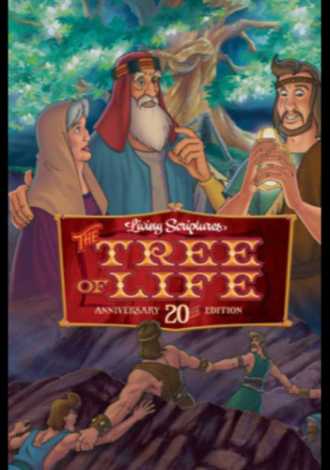 Living Scriptures
THE
TREE
OF LIFE
ANNIVERSARY 20TH EDITION